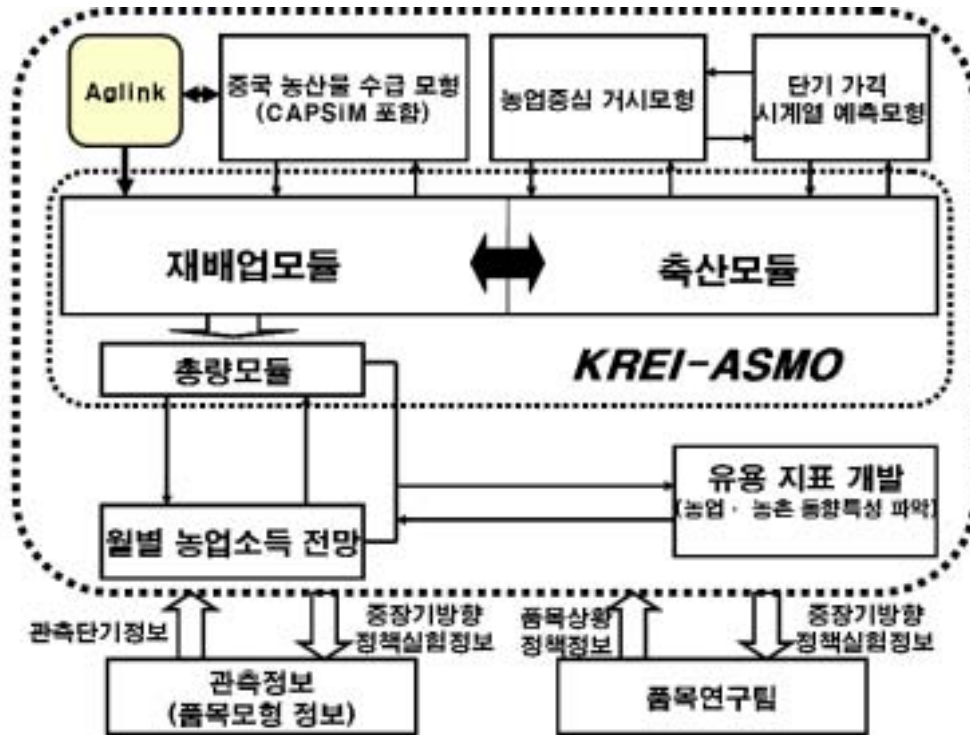 Aglink
중국 농산물 수급 모형
(CAPSiM 포함)
농업중심 거시모형
단기 가격
시계열 예측모형
재배업모듈
축산모듈
총량모듈
KREI-ASMO
유용 지표 개발
(농업· 농촌 동향특성 파악)
월별 농업소득 전망
관측단기정보
중장기방향
정책실험정보
품목상황
정책정보
중장기방향
정책실험정보
관측정보
(품목모형 정보)
품목연구팀